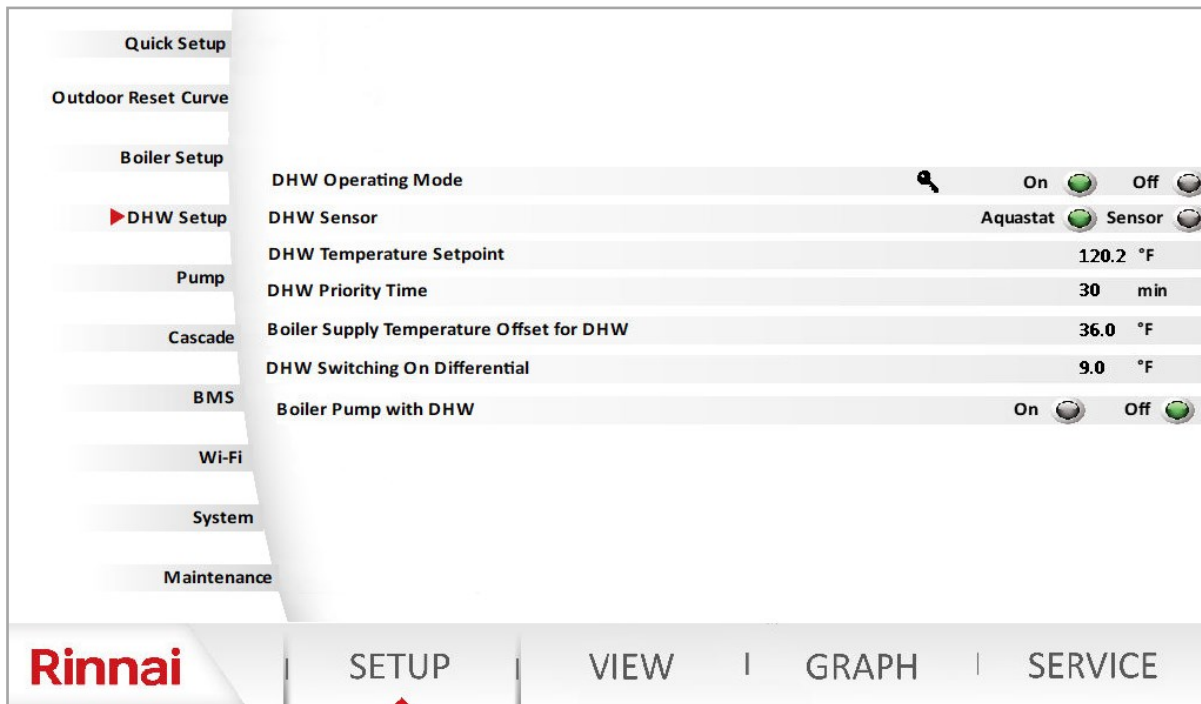 Quick Setup
Outdoor Reset Curve
Boiler Setup
DHW Setup
Pump
Cascade
BMS
Wi-Fi
System
Maintenance
DHW Operating Mode On Off
DHW Sensor Aquastat Sensor
DHW Temperature Setpoint 120.2 °F
DHW Priority Time 30 min
Boiler Supply Temperature Offset for DHW 36.0 °F
DHW Switching On Differential 9.0 °F
Boiler Pump with DHW On Off
Rinnai SETUP VIEW GRAPH SERVICE